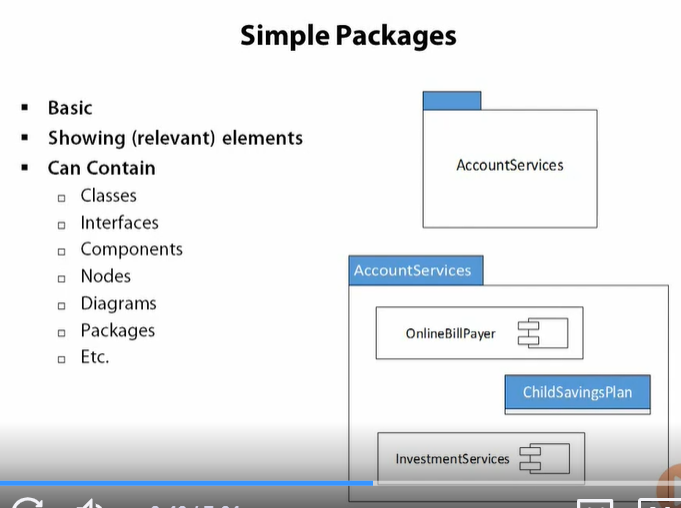 Simple Packages
Basic
Showing (relevant) elements
Can Contain
Classes
Interfaces
Components
Nodes
Diagrams
Packages
Etc.
AccountServices
AccountServices
OnlineBillPayer
ChildSavingsPlan
InvestmentServices